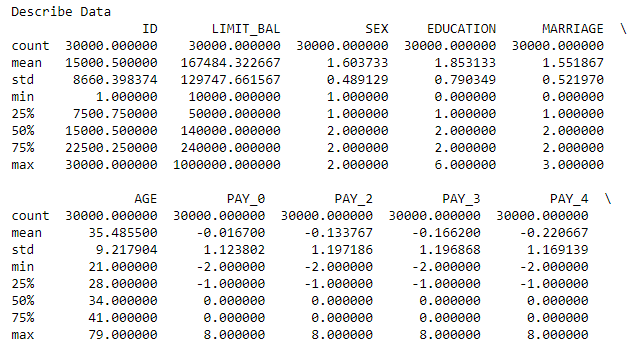 Describe Data
ID LIMIT_BAL SEX EDUCATION MARRIAGE \
count 30000.000000 30000.000000 30000.000000 30000.000000 30000.000000
mean 15000.500000 167484.322667 1.603733 1.853133 1.551867
std 8660.398374 129747.661567 0.489129 0.790349 0.521970
min 1.000000 10000.000000 1.000000 0.000000 0.000000
25% 7500.750000 50000.000000 1.000000 1.000000 1.000000
50% 15000.500000 140000.000000 2.000000 2.000000 2.000000
75% 22500.250000 240000.000000 2.000000 2.000000 2.000000
max 30000.000000 1000000.000000 2.000000 6.000000 3.000000
AGE PAY_0 PAY_2 PAY_3 PAY_4 \
count 30000.000000 30000.000000 30000.000000 30000.000000 30000.000000
mean 35.485500 -0.016700 -0.133767 -0.166200 -0.220667
std 9.217904 1.123802 1.197186 1.196868 1.169139
min 21.000000 -2.000000 -2.000000 -2.000000 -2.000000
25% 28.000000 -1.000000 -1.000000 -1.000000 -1.000000
50% 34.000000 0.000000 0.000000 0.000000 0.000000
75% 41.000000 0.000000 0.000000 0.000000 0.000000
max 79.000000 8.000000 8.000000 8.000000 8.000000